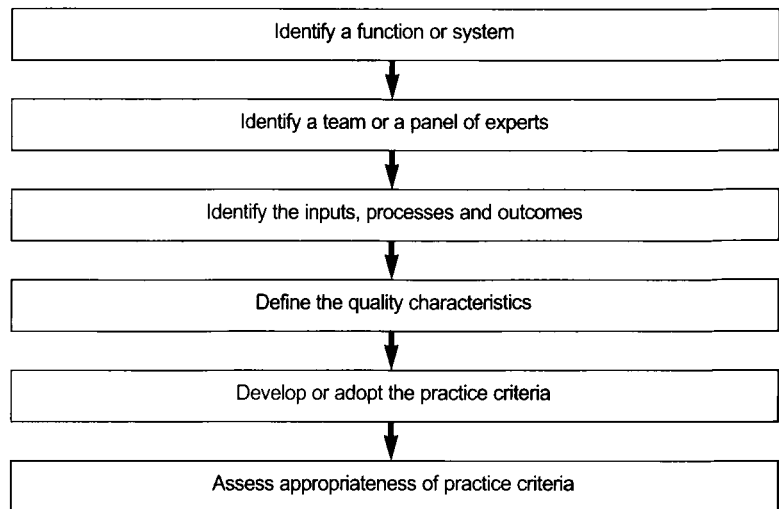 Identify a function or system
Identify a team or a panel of experts
Identify the inputs, processes and outcomes
Define the quality characteristics
Develop or adopt the practice criteria
Assess appropriateness of practice criteria